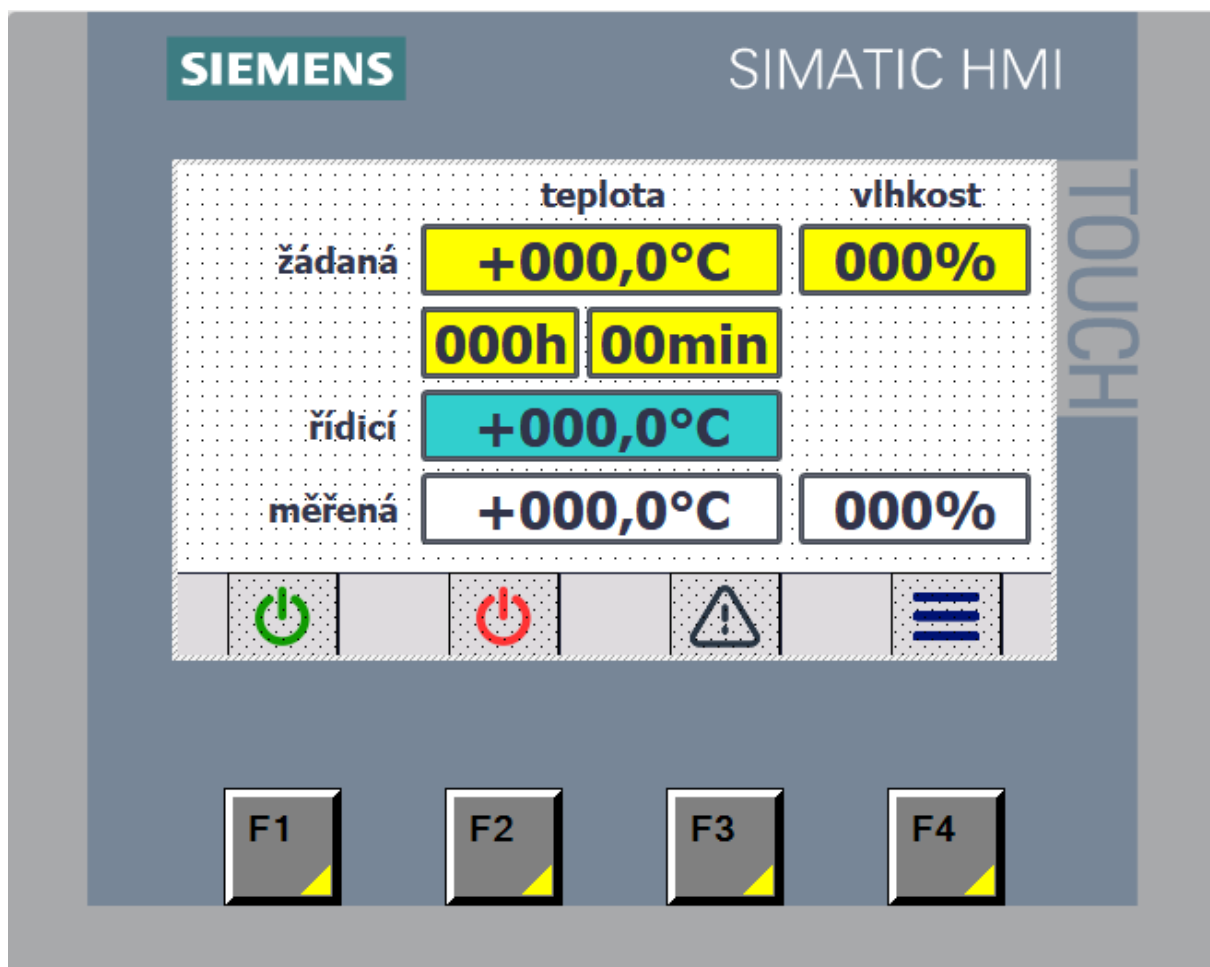 SIEMENS SIMATIC HMI
TOUCH
teplota vlhkost
žádaná +000,0°C 000%
000h 00min
řídicí +000,0°C
měřená +000,0°C 000%
F1 F2 F3 F4